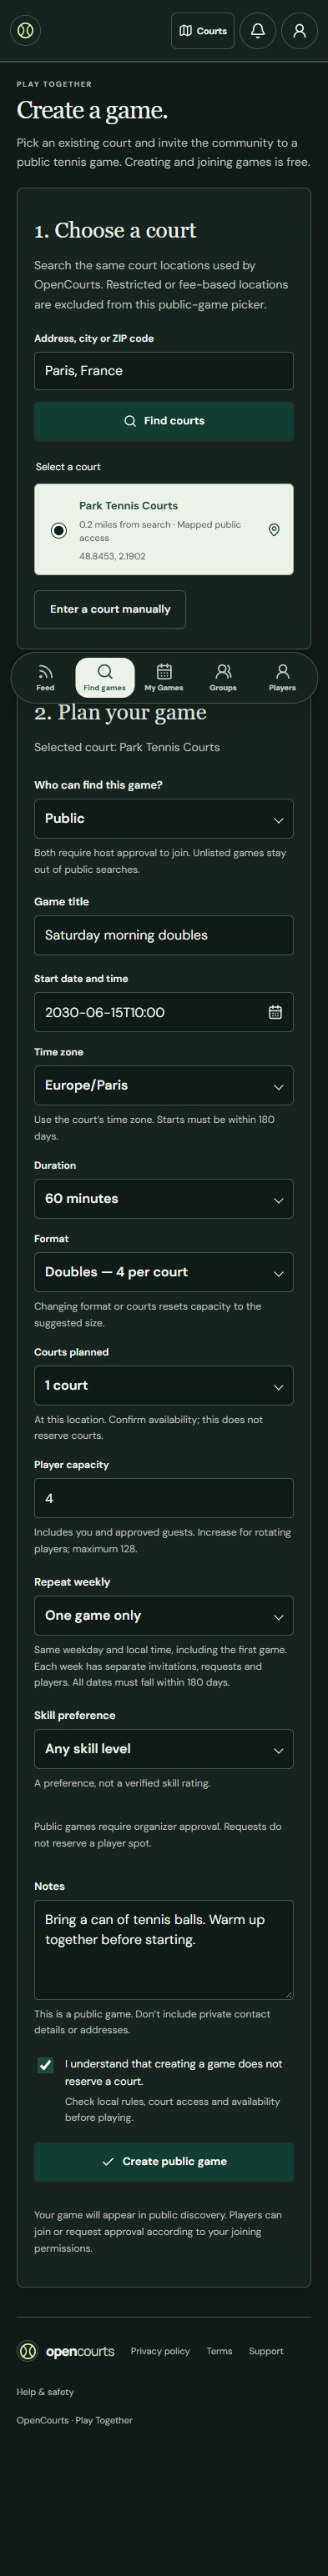 Courts
PLAY TOGETHER
Create a game.
Pick an existing court and invite the community to a
public tennis game. Creating and joining games is free.
1. Choose a court
Search the same court locations used by
OpenCourts. Restricted or fee-based locations
are excluded from this public-game picker.
Address, city or ZIP code
Paris, France
Find courts
Select a court
Park Tennis Courts
0.2 miles from search · Mapped public
access
48.8453, 2.1902
Enter a court manually
Feed
Find games
My Games
Groups
Players
2. Plan your game
Selected court: Park Tennis Courts
Who can find this game?
Public
Both require host approval to join. Unlisted games stay
out of public searches.
Game title
Saturday morning doubles
Start date and time
2030-06-15T10:00
Time zone
Europe/Paris
Use the court's time zone. Starts must be within 180
days.
Duration
60 minutes
Format
Doubles — 4 per court
Changing format or courts resets capacity to the
suggested size.
Courts planned
1 court
At this location. Confirm availability; this does not
reserve courts.
Player capacity
4
Includes you and approved guests. Increase for rotating
players; maximum 128.
Repeat weekly
One game only
Same weekday and local time, including the first game.
Each week has separate invitations, requests and
players. All dates must fall within 180 days.
Skill preference
Any skill level
A preference, not a verified skill rating.
Public games require organizer approval. Requests do
not reserve a player spot.
Notes
Bring a can of tennis balls. Warm up
together before starting.
This is a public game. Don't include private contact
details or addresses.
I understand that creating a game does not
reserve a court.
Check local rules, court access and availability
before playing.
Create public game
Your game will appear in public discovery. Players can
join or request approval according to your joining
permissions.
opencourts
Privacy policy
Terms
Support
Help & safety
OpenCourts · Play Together